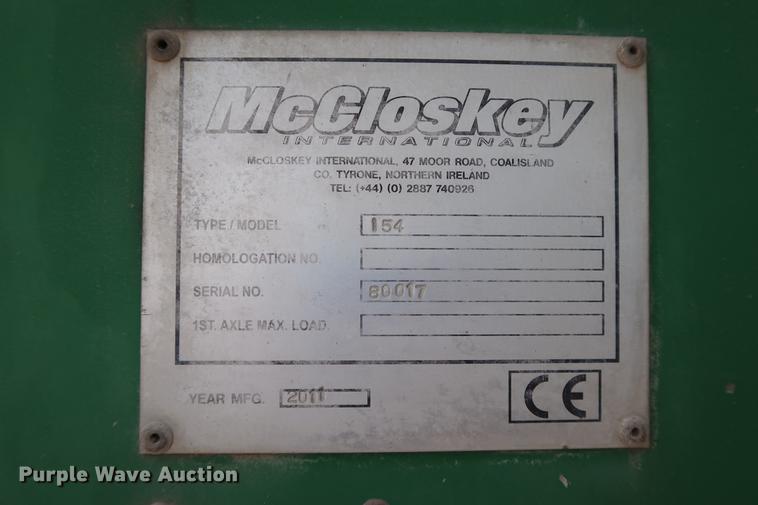 McCloskey
INTERNATIONAL
McCLOSKEY INTERNATIONAL, 47 MOOR ROAD, COALISLAND
CO. TYRONE, NORTHERN IRELAND
TEL: (+44) (0) 2887 740926
TYPE / MODEL I54
HOMOLOGATION NO.
SERIAL NO. 80017
1ST. AXLE MAX. LOAD.
YEAR MFG. 2011
CE
Purple Wave Auction